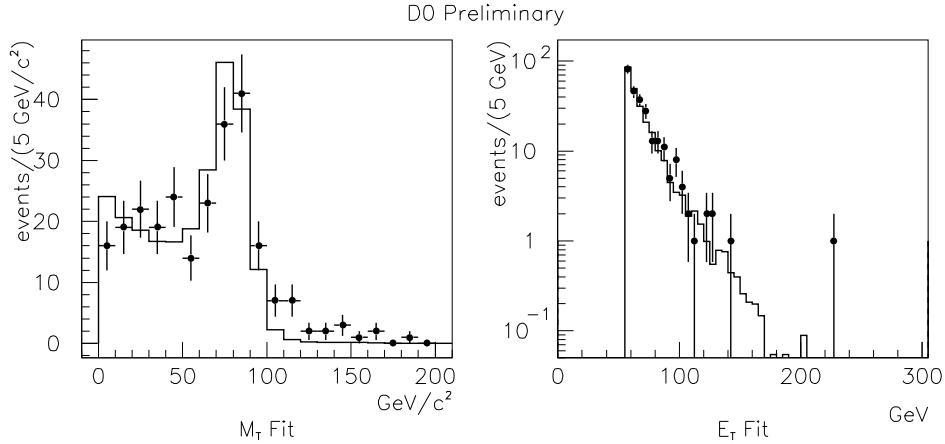 D0 Preliminary
events/(5 GeV/c²)
40
30
20
10
0
0 50 100 150 200
GeV/c²
M_T Fit
events/(5 GeV)
10²
10
1
10⁻¹
0 100 200 300
GeV
E_T Fit